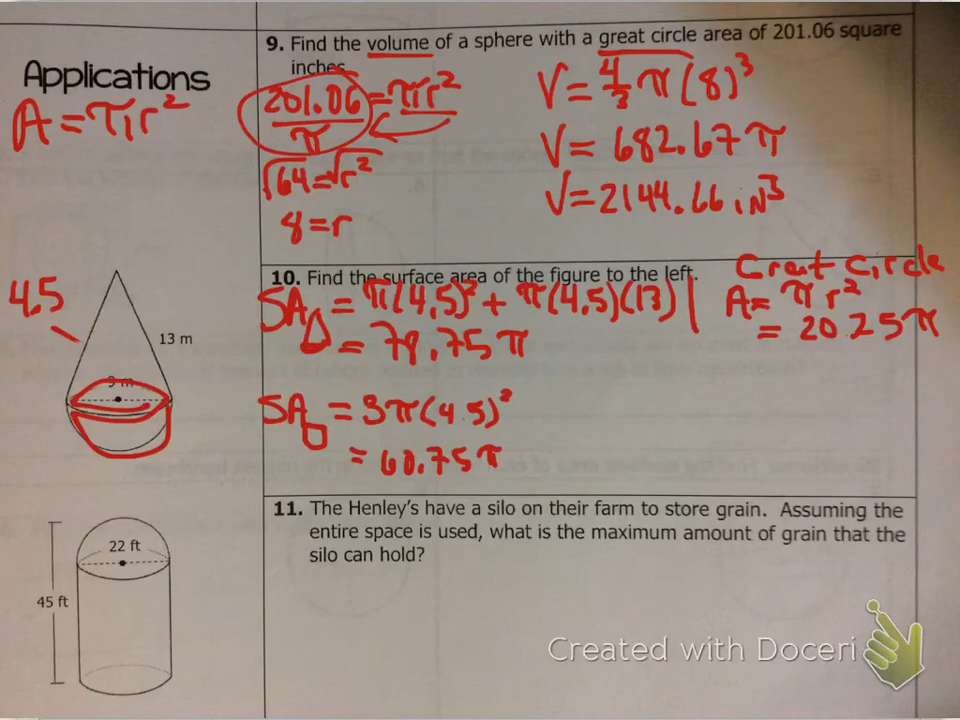 Applications
A = πr²
9. Find the volume of a sphere with a great circle area of 201.06 square
inches.
201.06 = πr²
π
√64 = √r²
8 = r
V = 4/3 π(8)³
V = 682.67π
V = 2144.66 iN³
4.5
13 m
9 m
10. Find the surface area of the figure to the left.
SA△ = π(4.5)² + π(4.5)(13)
= 78.75π
Great Circle
A = πr²
= 20.25π
SA = 3π(4.5)²
= 60.75π
22 ft
45 ft
11. The Henley's have a silo on their farm to store grain. Assuming the
entire space is used, what is the maximum amount of grain that the
silo can hold?
Created with Doceri